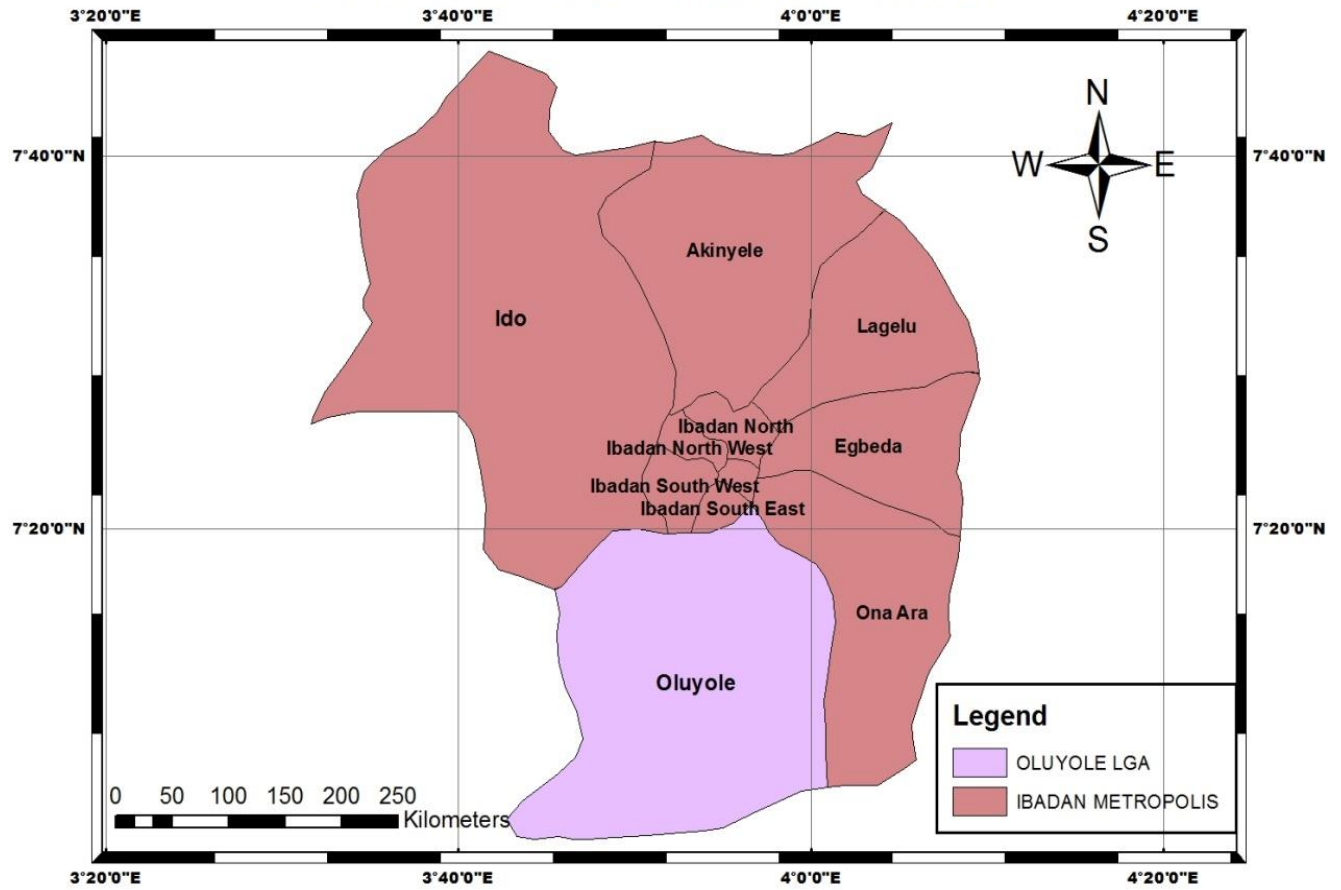 3°20'0"E 3°40'0"E 4°0'0"E 4°20'0"E
N
7°40'0"N W E 7°40'0"N
S
Akinyele
Ido
Lagelu
Ibadan North
Ibadan North West Egbeda
Ibadan South West
Ibadan South East
7°20'0"N 7°20'0"N
Ona Ara
Oluyole
Legend
OLUYOLE LGA
IBADAN METROPOLIS
0 50 100 150 200 250
Kilometers
3°20'0"E 3°40'0"E 4°0'0"E 4°20'0"E